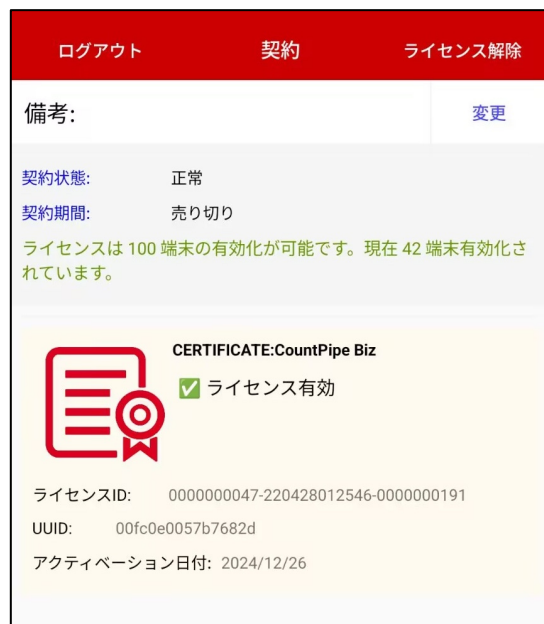 ログアウト 契約 ライセンス解除
備考: 変更
契約状態: 正常
契約期間: 売り切り
ライセンスは 100 端末の有効化が可能です。現在 42 端末有効化さ
れています。
CERTIFICATE:CountPipe Biz
✅ ライセンス有効
ライセンスID: 0000000047-220428012546-0000000191
UUID: 00fc0e0057b7682d
アクティベーション日付: 2024/12/26